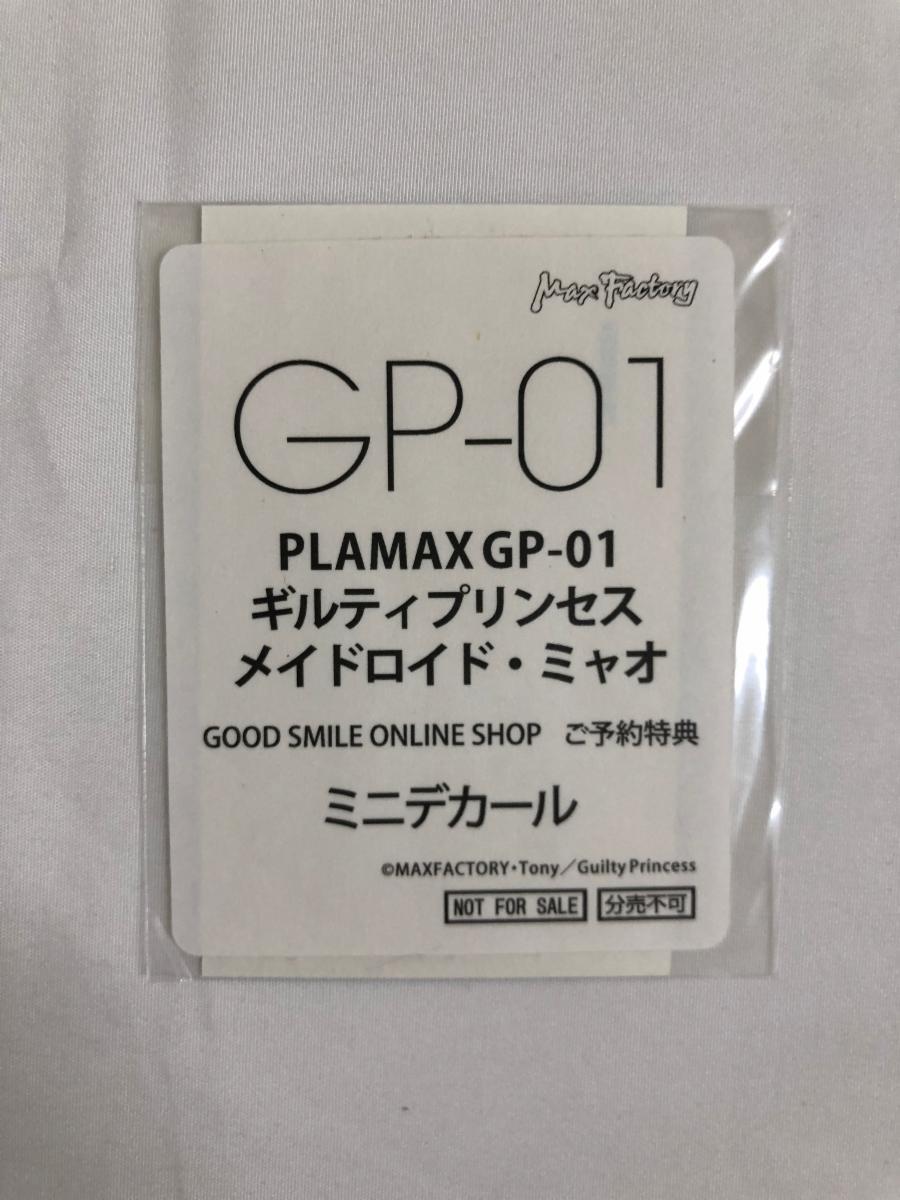 Max Factory
GP-01
PLAMAX GP-01
ギルティプリンセス
メイドロイド・ミャオ
GOOD SMILE ONLINE SHOP ご予約特典
ミニデカール
©MAXFACTORY・Tony／Guilty Princess
NOT FOR SALE 分売不可